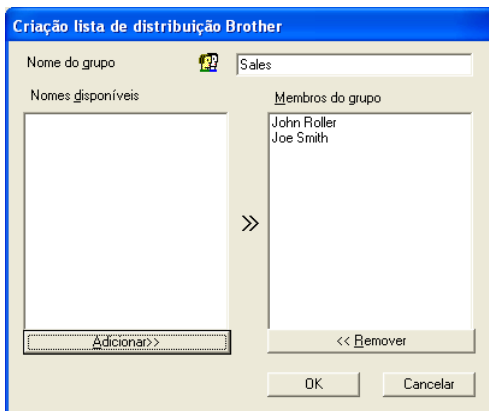 Criação lista de distribuição Brother
Nome do grupo
Sales
Nomes disponíveis
Membros do grupo
John Roller
Joe Smith
Adicionar>>
<< Remover
OK
Cancelar